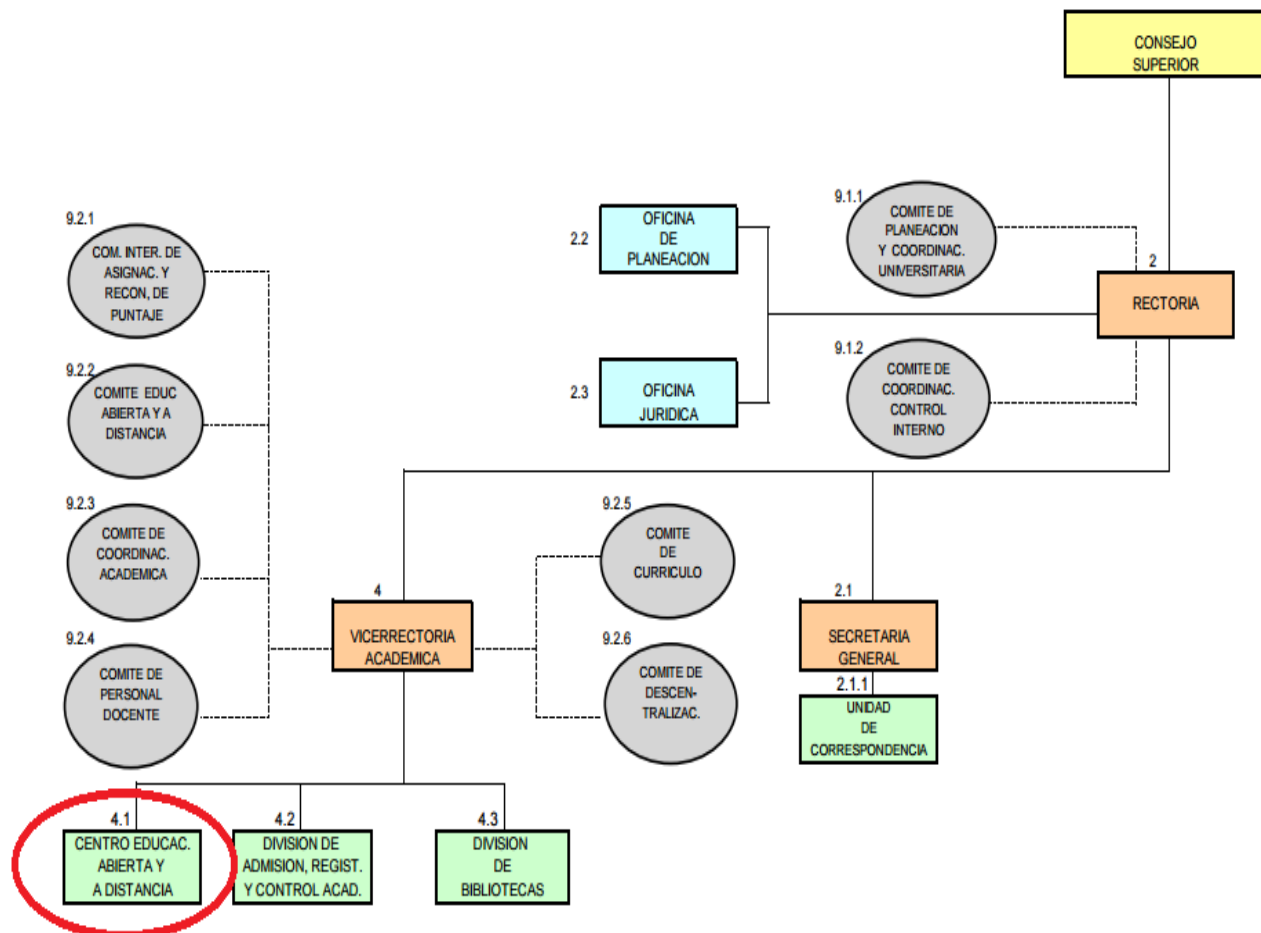 CONSEJO
SUPERIOR
9.1.1
COMITE DE
PLANEACION
Y COORDINAC.
UNIVERSITARIA
2
RECTORIA
2.2
OFICINA
DE
PLANEACION
9.2.1
COM. INTER. DE
ASIGNAC. Y
RECON, DE
PUNTAJE
9.1.2
COMITE DE
COORDINAC.
CONTROL
INTERNO
2.3
OFICINA
JURIDICA
9.2.2
COMITE EDUC
ABIERTA Y A
DISTANCIA
9.2.3
COMITE DE
COORDINAC.
ACADEMICA
9.2.5
COMITE
DE
CURRICULO
4
VICERRECTORIA
ACADEMICA
2.1
SECRETARIA
GENERAL
9.2.4
COMITE DE
PERSONAL
DOCENTE
9.2.6
COMITE DE
DESCEN-
TRALIZAC.
2.1.1
UNIDAD
DE
CORRESPONDENCIA
4.1
CENTRO EDUCAC.
ABIERTA Y
A DISTANCIA
4.2
DIVISION DE
ADMISION, REGIST.
Y CONTROL ACAD.
4.3
DIVISION
DE
BIBLIOTECAS